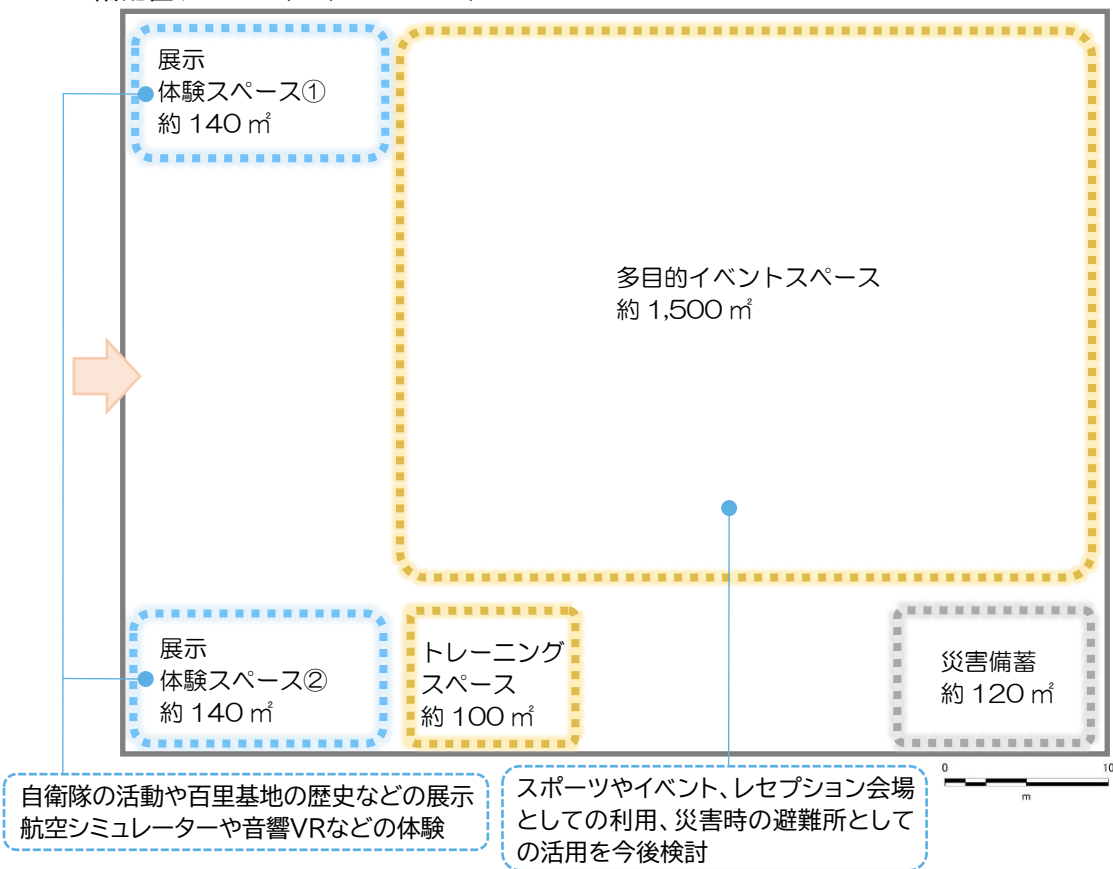 展示
体験スペース①
約 140 ㎡
多目的イベントスペース
約 1,500 ㎡
展示
体験スペース②
約 140 ㎡
トレーニング
スペース
約 100 ㎡
災害備蓄
約 120 ㎡
0 10
m
自衛隊の活動や百里基地の歴史などの展示
航空シミュレーターや音響VRなどの体験
スポーツやイベント、レセプション会場
としての利用、災害時の避難所として
の活用を今後検討